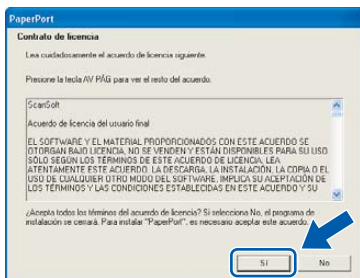 PaperPort
Contrato de licencia
Lea cuidadosamente el acuerdo de licencia siguiente.
Presione la tecla AV PÁG para ver el resto del acuerdo.
ScanSoft
Acuerdo de licencia del usuario final
EL SOFTWARE Y EL MATERIAL PROPORCIONADOS CON ESTE ACUERDO SE
OTORGAN BAJO LICENCIA, NO SE VENDEN Y ESTÁN DISPONIBLES PARA SU USO
SÓLO SEGÚN LOS TÉRMINOS DE ESTE ACUERDO DE LICENCIA, LEA
ATENTAMENTE ESTE ACUERDO. LA DESCARGA, LA INSTALACIÓN, LA COPIA O EL
USO DE CUALQUIER OTRO MODO DEL SOFTWARE, IMPLICA SU ACEPTACIÓN DE
LOS TÉRMINOS Y LAS CONDICIONES ESTABLECIDAS EN ESTE ACUERDO Y SU
¿Acepta todos los términos del acuerdo de licencia? Si selecciona No, el programa de
instalación se cerrará. Para instalar "PaperPort", es necesario aceptar este acuerdo.
Sí
No